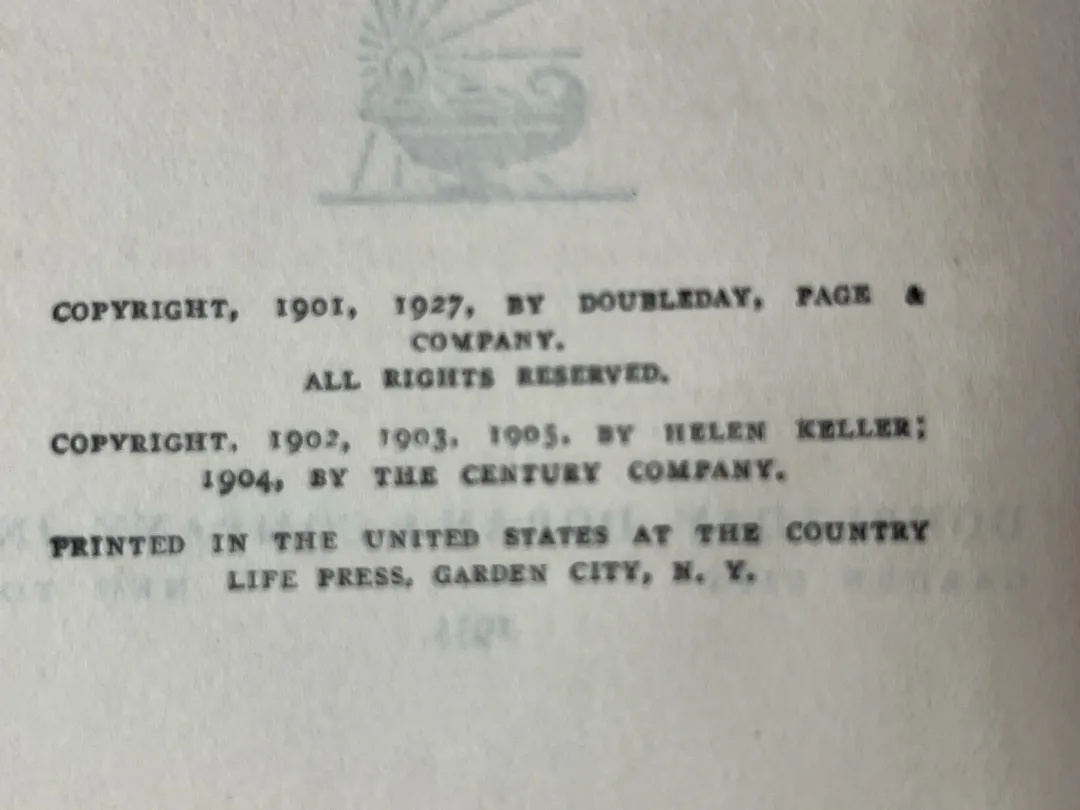 COPYRIGHT, 1901, 1927, BY DOUBLEDAY, PAGE &
COMPANY.
ALL RIGHTS RESERVED.
COPYRIGHT, 1902, 1903, 1905, BY HELEN KELLER;
1904, BY THE CENTURY COMPANY.
PRINTED IN THE UNITED STATES AT THE COUNTRY
LIFE PRESS, GARDEN CITY, N. Y.